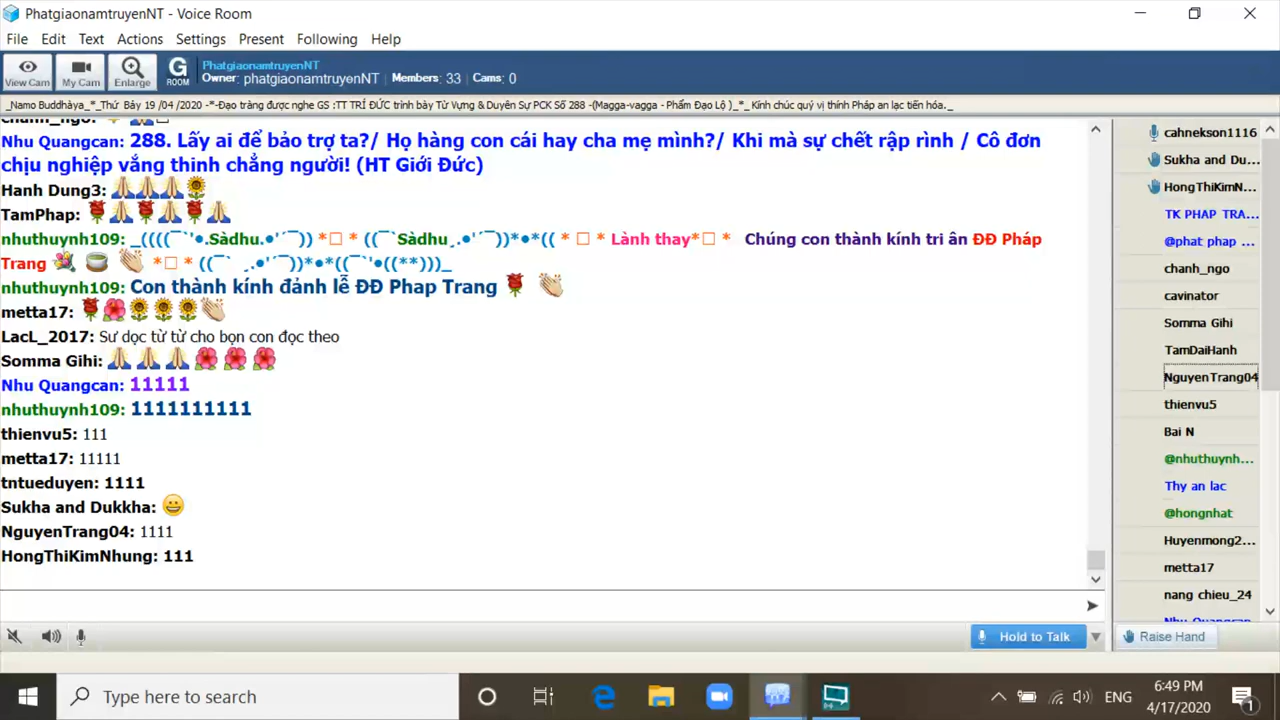 PhatgiaonamtruyenNT - Voice Room
File Edit Text Actions Settings Present Following Help
View Cam My Cam Enlarge G ROOM
PhatgiaonamtruyenNT
Owner: phatgiaonamtruyenNT | Members: 33 | Cams: 0
_Namo Buddhàya_*_Thứ Bảy 19 /04 /2020 -*-Đạo tràng được nghe GS :TT TRÍ ĐỨC trình bày Từ Vựng & Duyên Sự PCK Số 288 -(Magga-vagga - Phẩm Đạo Lộ )_*_ Kính chúc quý vị thính Pháp an lạc tiến hóa._
chanh_ngo:
Nhu Quangcan: 288. Lấy ai để bảo trợ ta?/ Họ hàng con cái hay cha mẹ mình?/ Khi mà sự chết rập rình / Cô đơn
chịu nghiệp vắng thinh chẳng người! (HT Giới Đức)
Hanh Dung3:
TamPhap:
nhuthuynh109: _((((¯`'•.Sàdhu.•'´¯)) *□ * ((¯`Sàdhu¸.•'´¯))*•*(( * □ * Lành thay*□ * Chúng con thành kính tri ân ĐĐ Pháp
Trang *□ * ((¯` ¸.•'´¯))*•*((¯`'•((**)))_
nhuthuynh109: Con thành kính đảnh lễ ĐĐ Phap Trang
metta17:
LacL_2017: Sư dọc từ từ cho bọn con đọc theo
Somma Gihi:
Nhu Quangcan: 11111
nhuthuynh109: 1111111111
thienvu5: 111
metta17: 11111
tntueduyen: 1111
Sukha and Dukkha:
NguyenTrang04: 1111
HongThiKimNhung: 111
Hold to Talk
cahnekson1116
Sukha and Du...
HongThiKimN...
TK PHAP TRA...
@phat phap ...
chanh_ngo
cavinator
Somma Gihi
TamDaiHanh
NguyenTrang04
thienvu5
Bai N
@nhuthuynh...
Thy an lac
@hongnhat
Huyenmong2...
metta17
nang chieu_24
Nhu Quangcan
Raise Hand
Type here to search
ENG
6:49 PM
4/17/2020
1